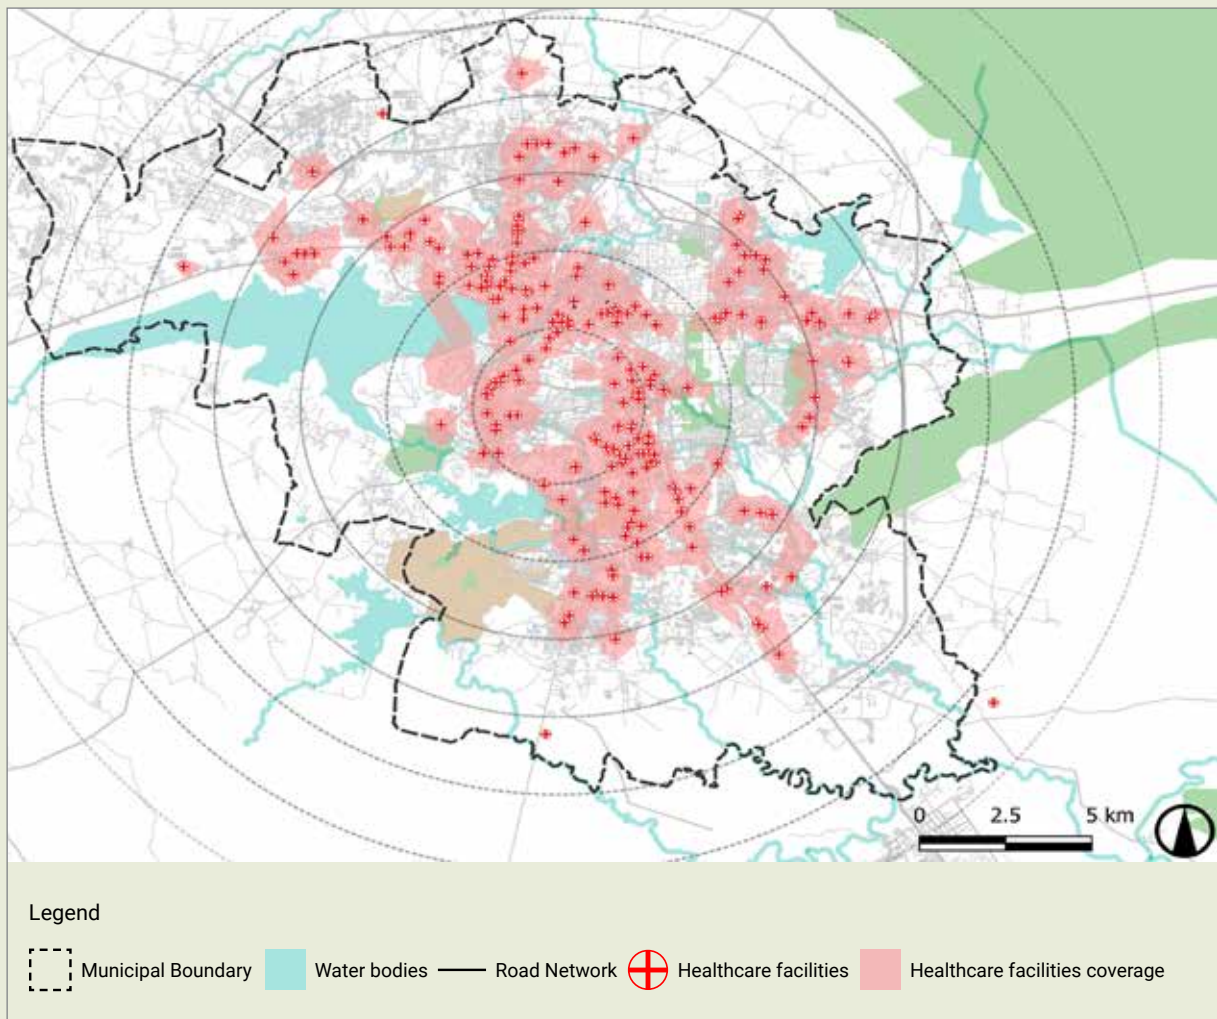 0 2.5 5 km
Legend
Municipal Boundary Water bodies Road Network Healthcare facilities Healthcare facilities coverage